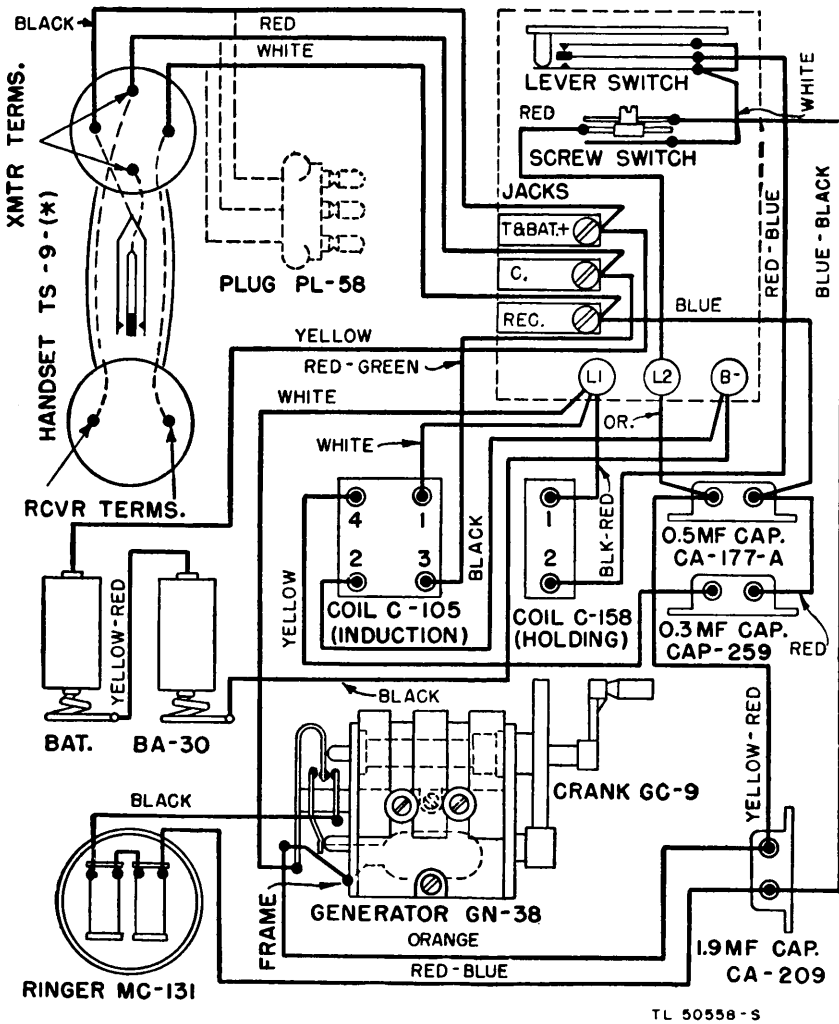 BLACK
RED
WHITE
XMTR TERMS.
HANDSET TS-9-(*)
PLUG PL-58
RCVR TERMS.
LEVER SWITCH
RED
SCREW SWITCH
WHITE
JACKS
T&BAT.+
C.
REC.
BLUE
RED-BLUE
BLUE-BLACK
YELLOW
RED-GREEN
WHITE
WHITE
L1
L2
B-
OR.
4
1
2
3
COIL C-105
(INDUCTION)
YELLOW
BLACK
1
2
COIL C-158
(HOLDING)
BLK-RED
0.5MF CAP.
CA-177-A
0.3MF CAP.
CAP-259
RED
YELLOW-RED
BAT.
BA-30
BLACK
CRANK GC-9
YELLOW-RED
BLACK
FRAME
GENERATOR GN-38
ORANGE
RED-BLUE
RINGER MC-131
1.9MF CAP.
CA-209
TL 50558-S